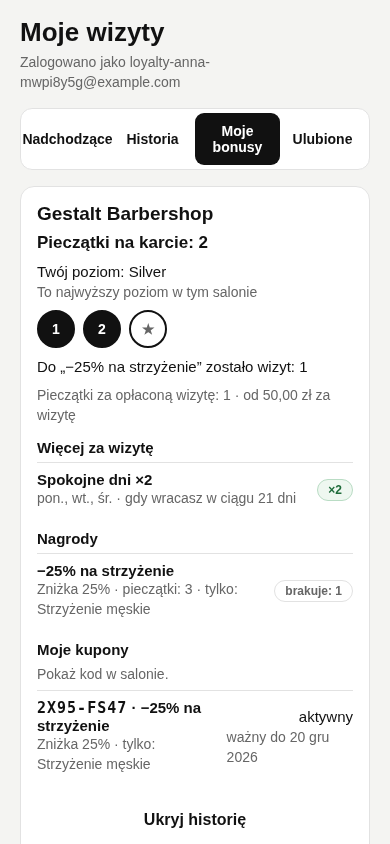 Moje wizyty
Zalogowano jako loyalty-anna-
mwpi8y5g@example.com
Nadchodzące
Historia
Moje
bonusy
Ulubione
Gestalt Barbershop
Pieczątki na karcie: 2
Twój poziom: Silver
To najwyższy poziom w tym salonie
1 2 ★
Do „−25% na strzyżenie” zostało wizyt: 1
Pieczątki za opłaconą wizytę: 1 · od 50,00 zł za
wizytę
Więcej za wizytę
Spokojne dni ×2
pon., wt., śr. · gdy wracasz w ciągu 21 dni
×2
Nagrody
−25% na strzyżenie
Zniżka 25% · pieczątki: 3 · tylko:
Strzyżenie męskie
brakuje: 1
Moje kupony
Pokaż kod w salonie.
2X95-FS47 · −25% na
strzyżenie
Zniżka 25% · tylko:
Strzyżenie męskie
aktywny
ważny do 20 gru
2026
Ukryj historię